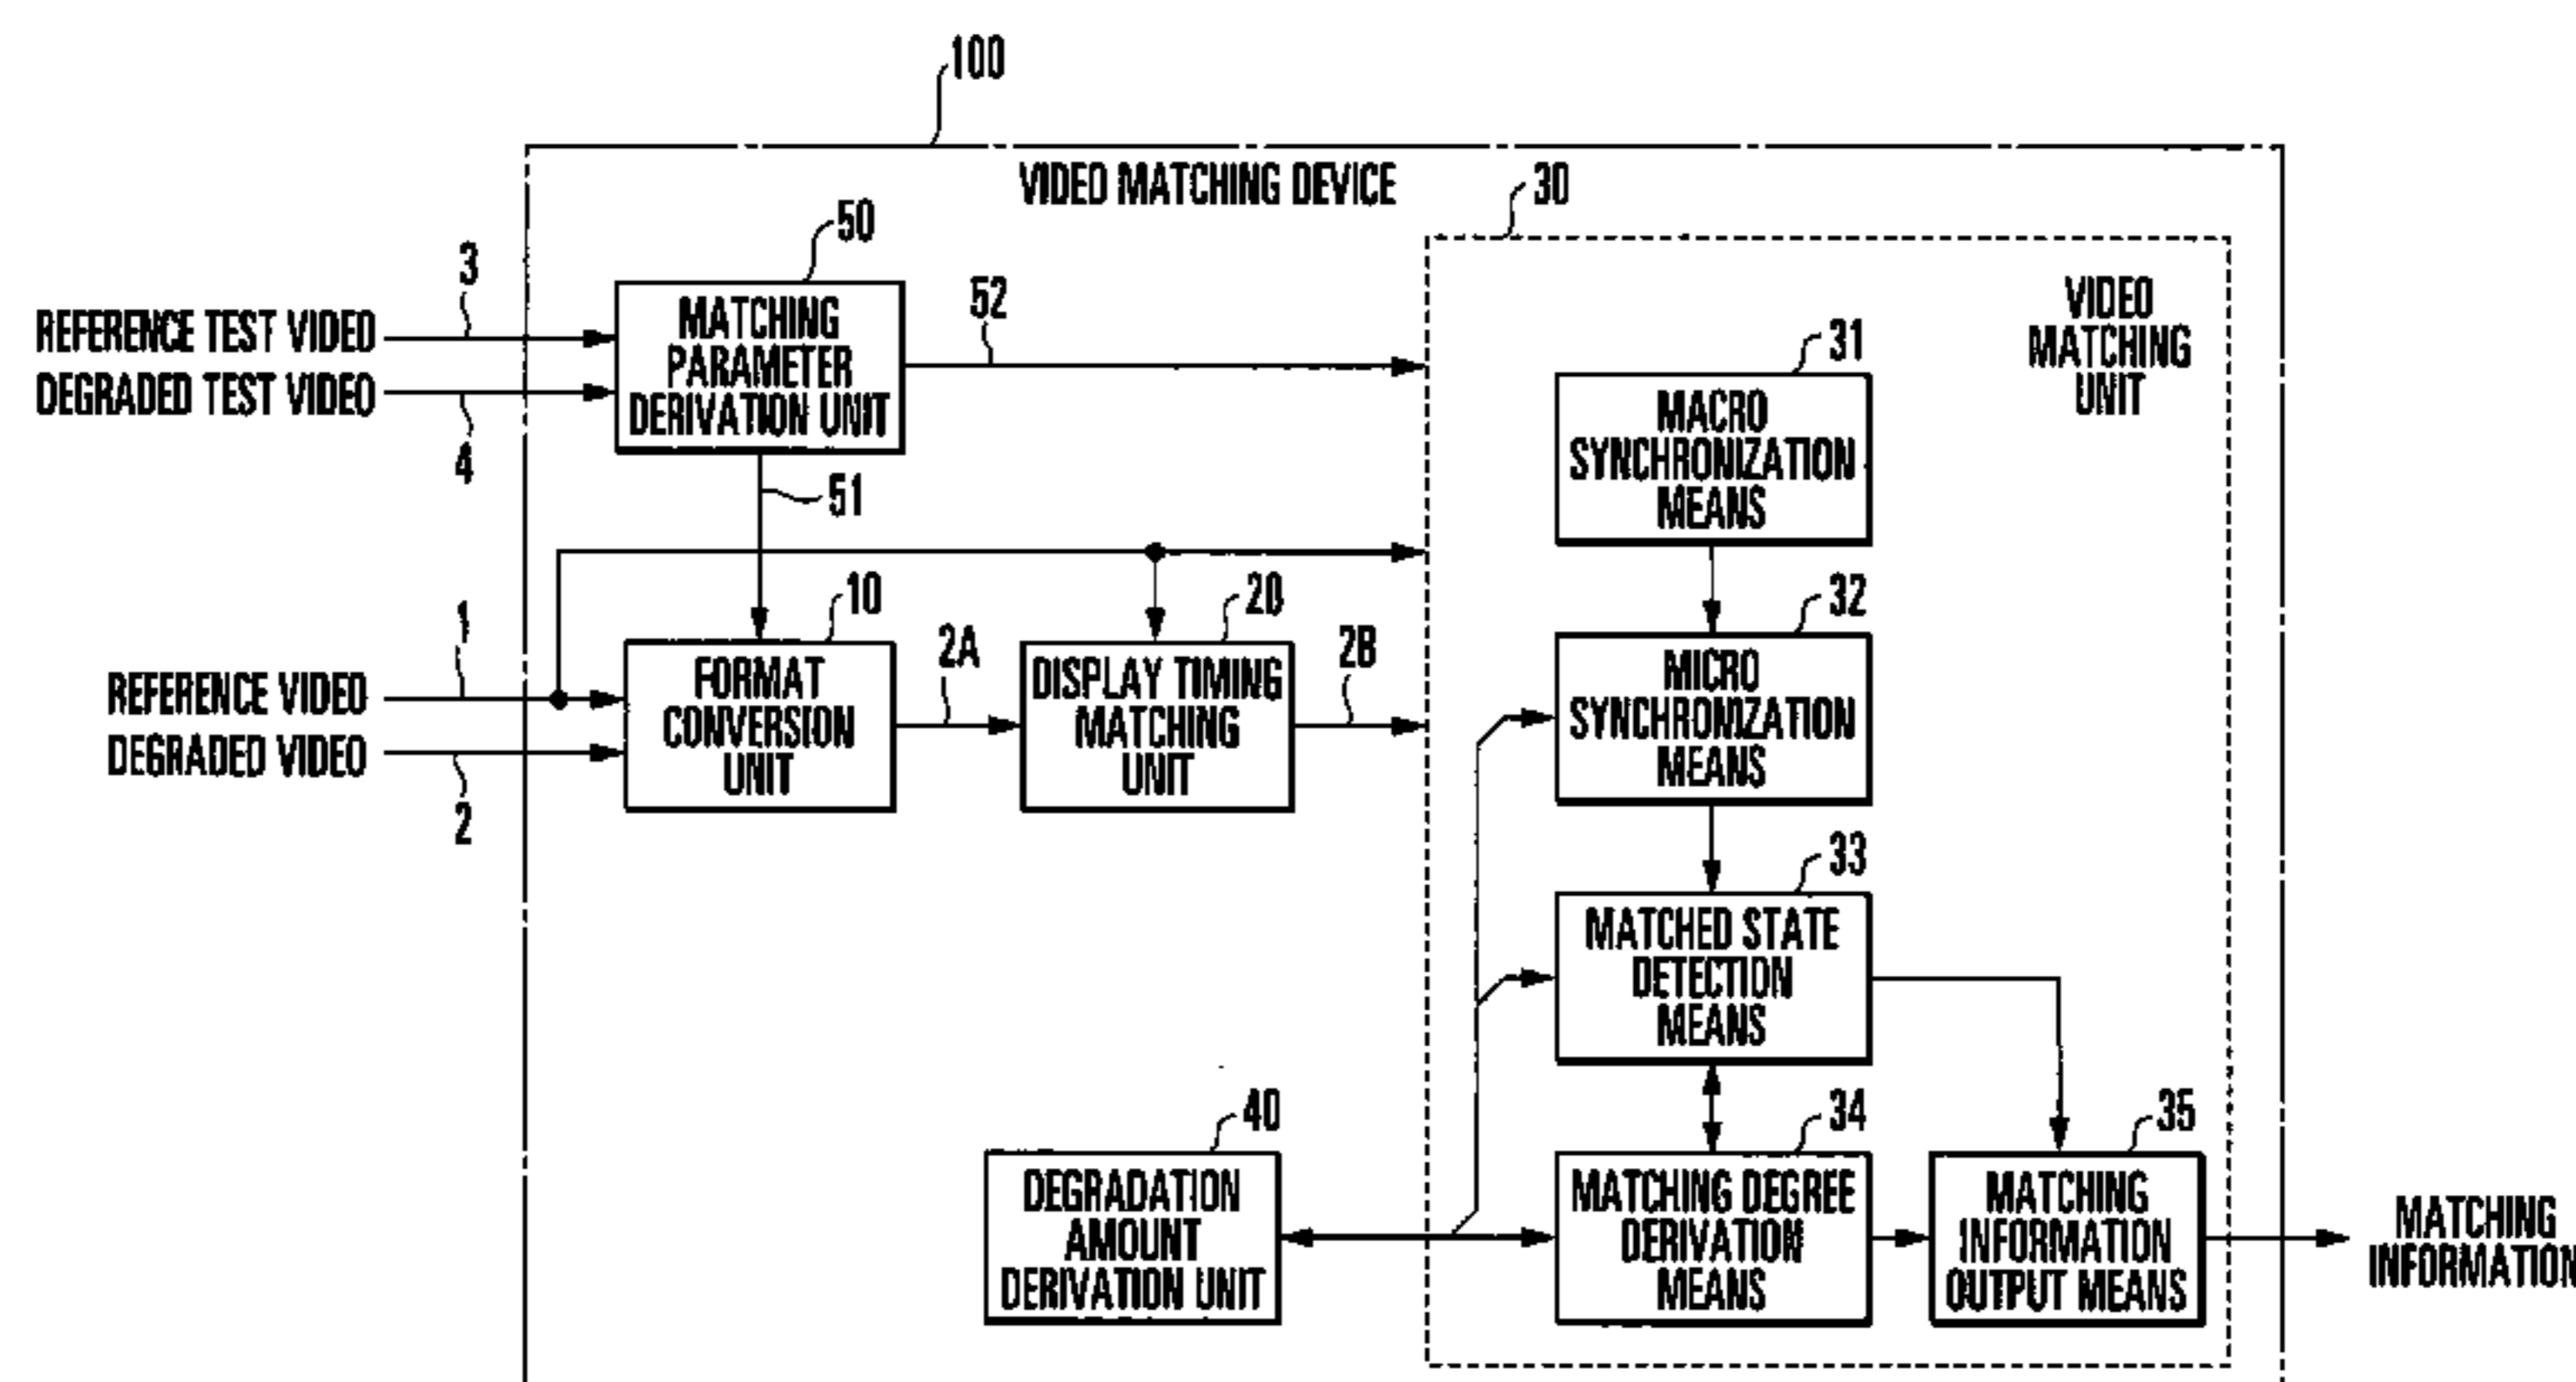 100
VIDEO MATCHING DEVICE
30
50
3
REFERENCE TEST VIDEO
DEGRADED TEST VIDEO
4
MATCHING
PARAMETER
DERIVATION UNIT
52
51
VIDEO
MATCHING
UNIT
31
MACRO
SYNCHRONIZATION
MEANS
1
REFERENCE VIDEO
DEGRADED VIDEO
2
10
FORMAT
CONVERSION
UNIT
2A
20
DISPLAY TIMING
MATCHING
UNIT
2B
32
MICRO
SYNCHRONIZATION
MEANS
33
MATCHED STATE
DETECTION
MEANS
40
DEGRADATION
AMOUNT
DERIVATION UNIT
34
MATCHING DEGREE
DERIVATION
MEANS
35
MATCHING
INFORMATION
OUTPUT MEANS
MATCHING
INFORMATION